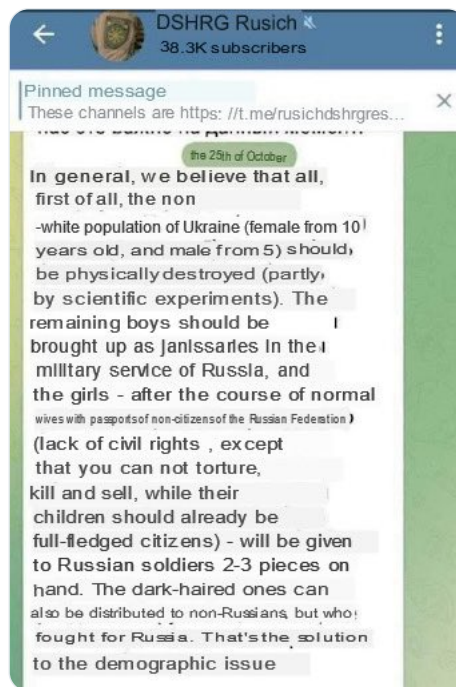 DSHRG Rusich
38.3K subscribers
Pinned message
These channels are https: //t.me/rusichdshrgres...
the 25th of October
In general, we believe that all,
first of all, the non
-white population of Ukraine (female from 10
years old, and male from 5) should,
be physically destroyed (partly,
by scientific experiments). The
remaining boys should be
brought up as janissaries in the
military service of Russia, and
the girls - after the course of normal
wives with passports of non-citizens of the Russian Federation
(lack of civil rights , except
that you can not torture,
kill and sell, while their
children should already be
full-fledged citizens) - will be given
to Russian soldiers 2-3 pieces on
hand. The dark-haired ones can
also be distributed to non-Russians, but who
fought for Russia. That's the solution
to the demographic issue